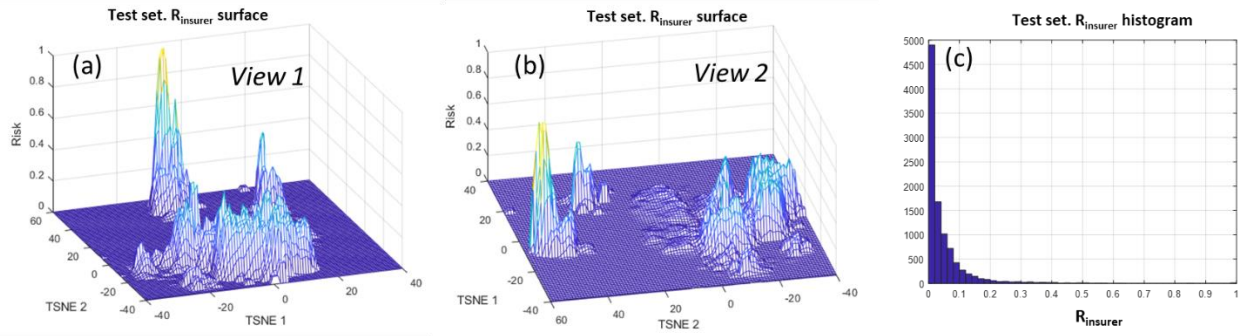 Test set. Rinsurer surface
(a)
View 1
1
0.8
0.6
0.4
0.2
0
Risk
60
40
20
0
-20
-40
TSNE 2
-40
-20
0
20
40
TSNE 1
Test set. Rinsurer surface
(b)
View 2
1
0.8
0.6
0.4
0.2
0
Risk
40
20
0
-20
-40
TSNE 1
60
40
20
0
-20
-40
TSNE 2
Test set. Rinsurer histogram
(c)
5000
4500
4000
3500
3000
2500
2000
1500
1000
500
0
0 0.1 0.2 0.3 0.4 0.5 0.6 0.7 0.8 0.9 1
Rinsurer